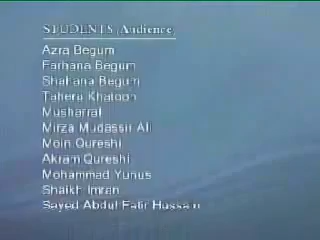 STUDENTS (Audience)
Azra Begum
Farhana Begum
Shahana Begum
Tahera Khatoon
Musharraf
Mirza Mudassir Ali
Moin Qureshi
Akram Qureshi
Mohammad Yunus
Shaikh Imran
Sayed Abdul Hussain